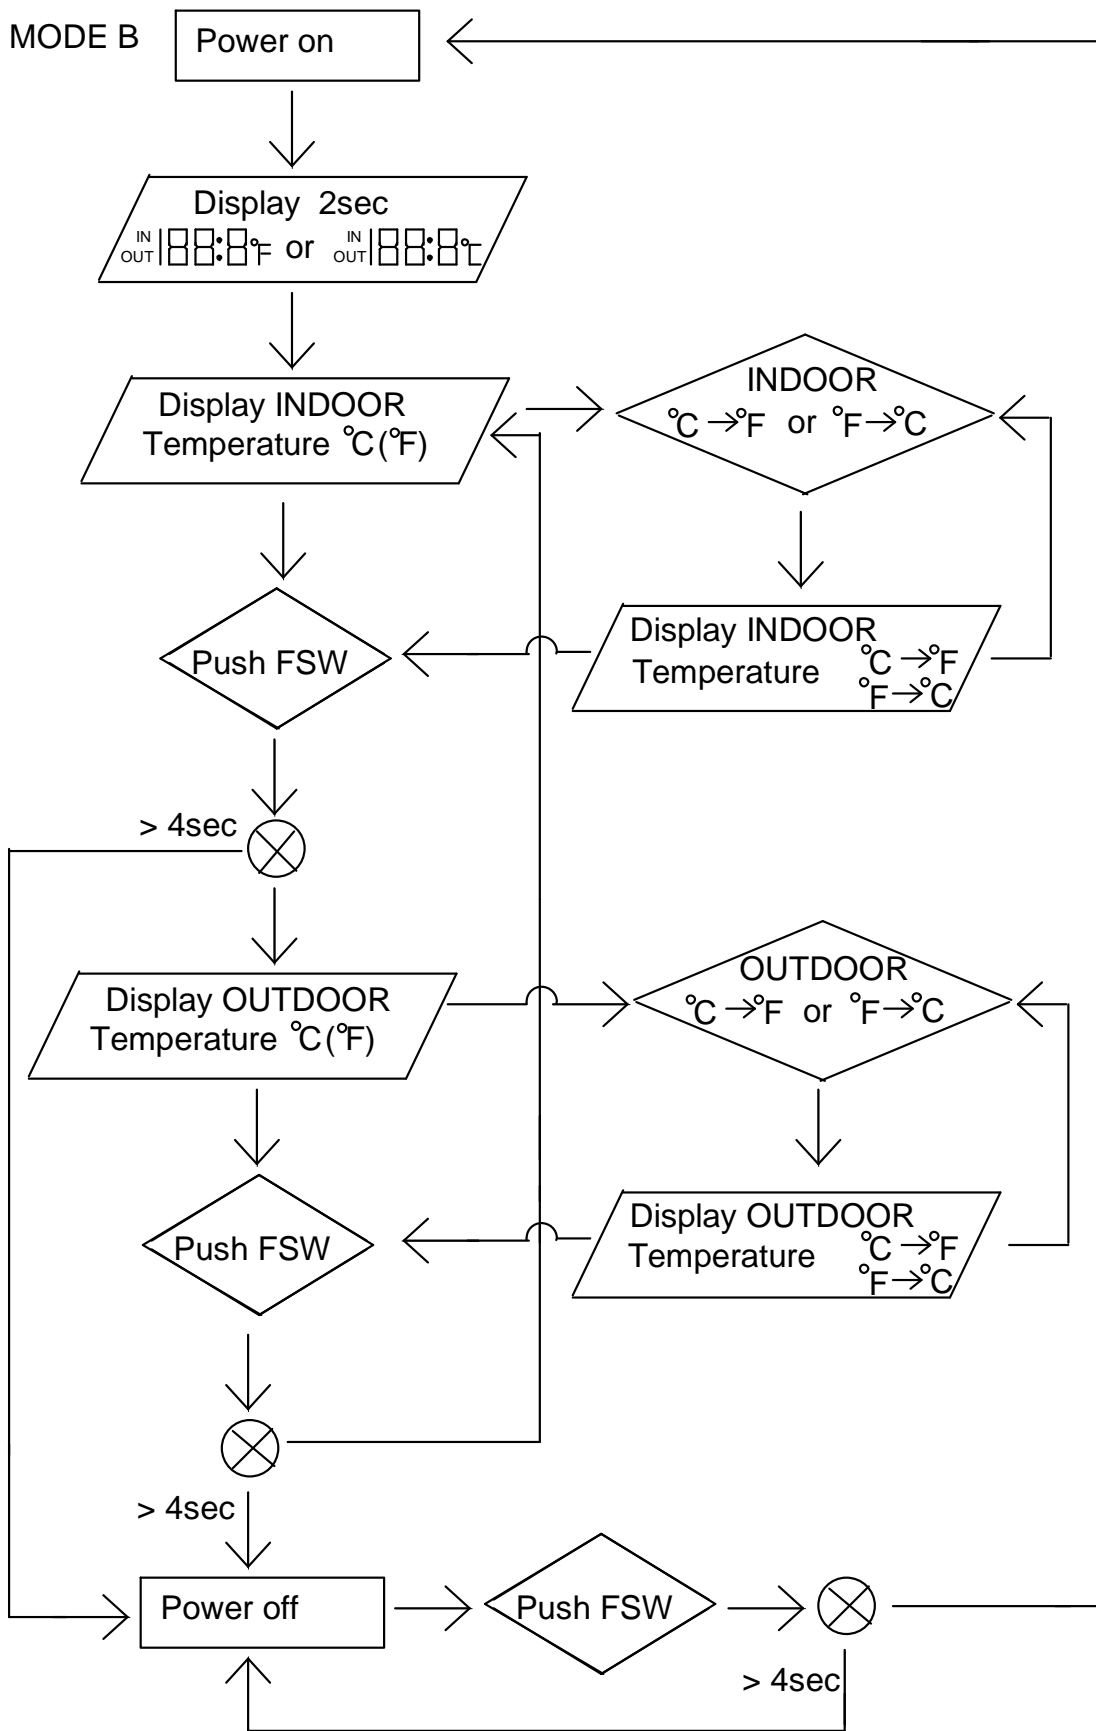 MODE B
Power on
Display 2sec
IN
OUT 188:8°F or IN
OUT 188:8°C
Display INDOOR
Temperature °C(°F)
INDOOR
°C→°F or °F→°C
Push FSW
Display INDOOR
Temperature °C→°F
°F→°C
> 4sec
Display OUTDOOR
Temperature °C(°F)
OUTDOOR
°C→°F or °F→°C
Push FSW
Display OUTDOOR
Temperature °C→°F
°F→°C
> 4sec
Power off
Push FSW
> 4sec